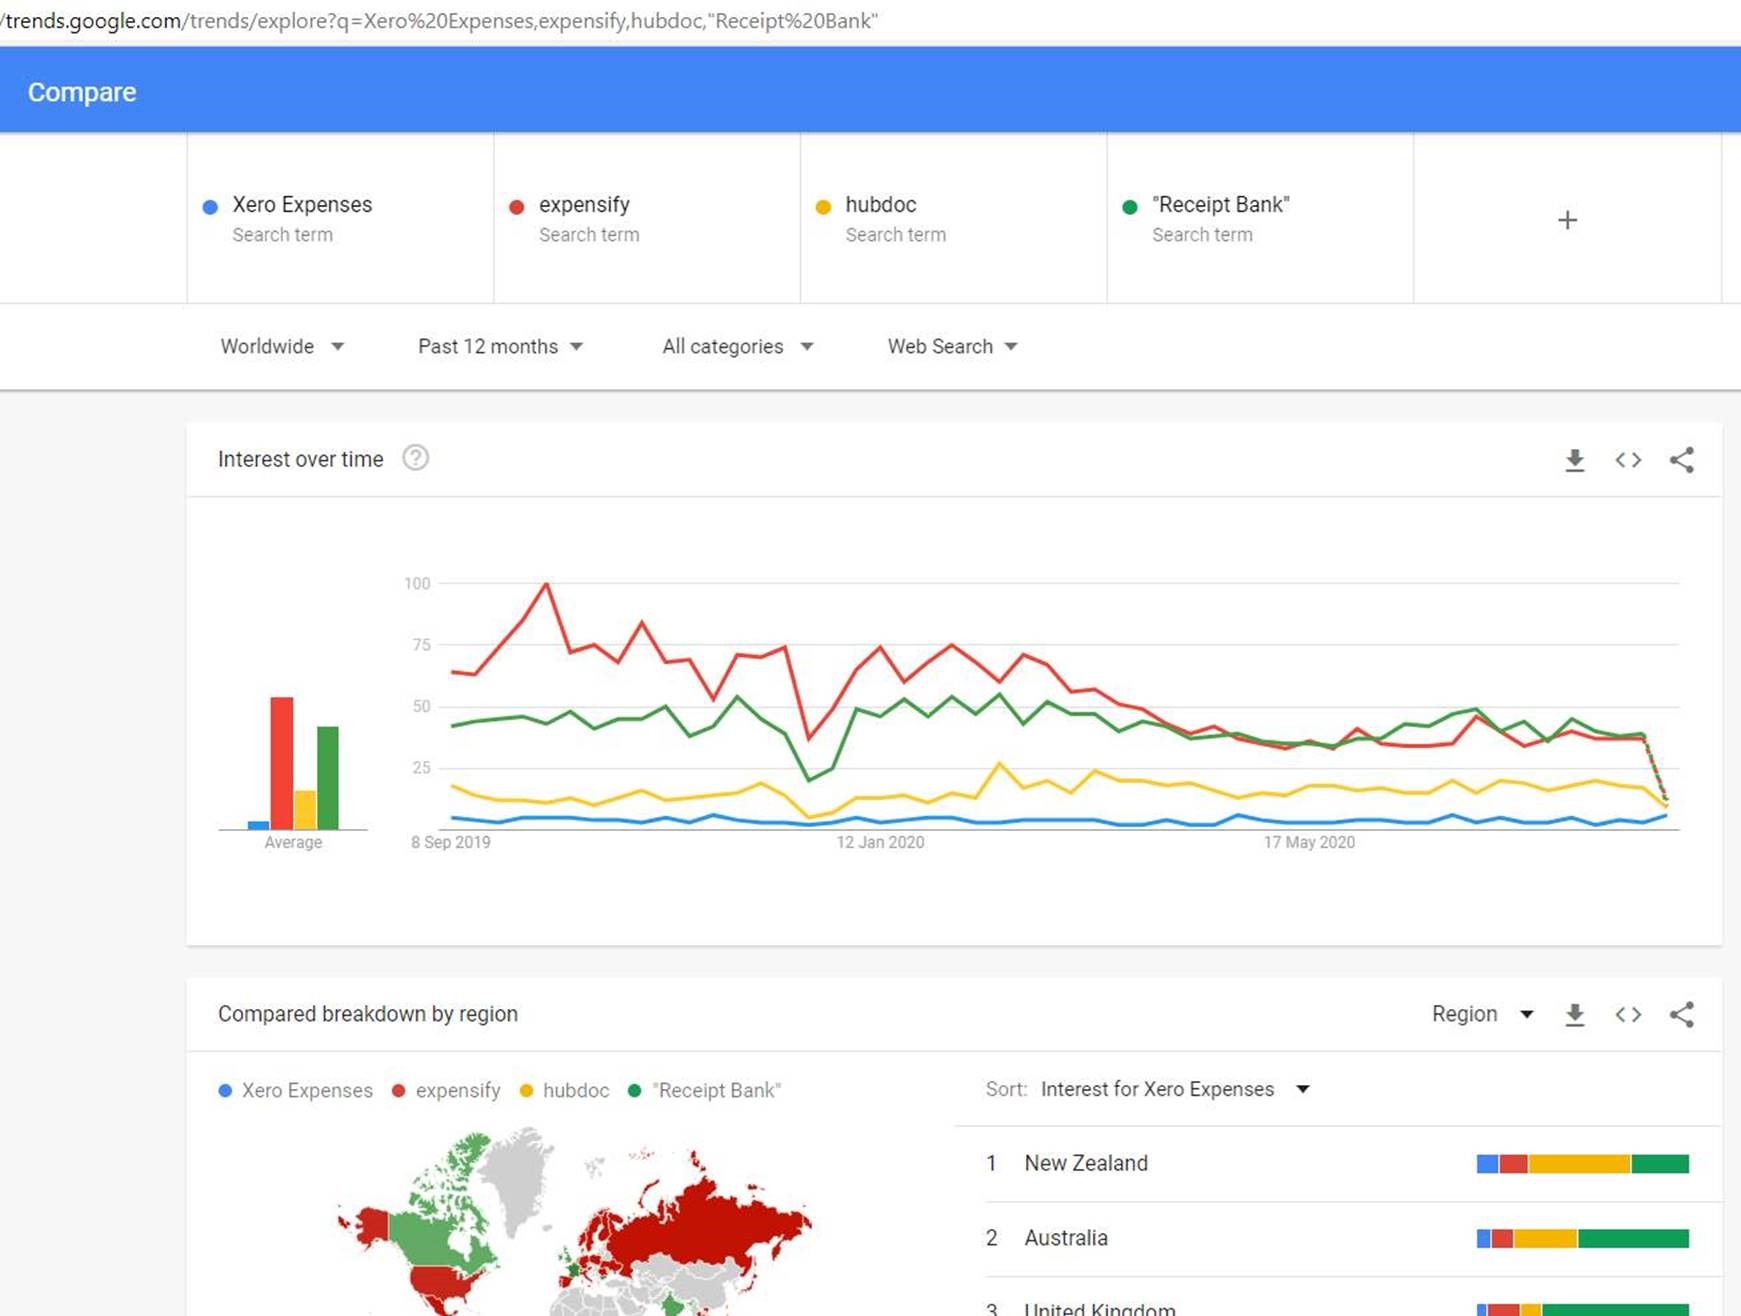 /trends.google.com/trends/explore?q=Xero%20Expenses,expensify,hubdoc,"Receipt%20Bank"
Compare
Xero Expenses
Search term
expensify
Search term
hubdoc
Search term
"Receipt Bank"
Search term
+
Worldwide
Past 12 months
All categories
Web Search
Interest over time
?
100
75
50
25
Average
8 Sep 2019
12 Jan 2020
17 May 2020
Compared breakdown by region
Region
Xero Expenses expensify hubdoc "Receipt Bank"
Sort: Interest for Xero Expenses
1 New Zealand
2 Australia
3 United Kingdom